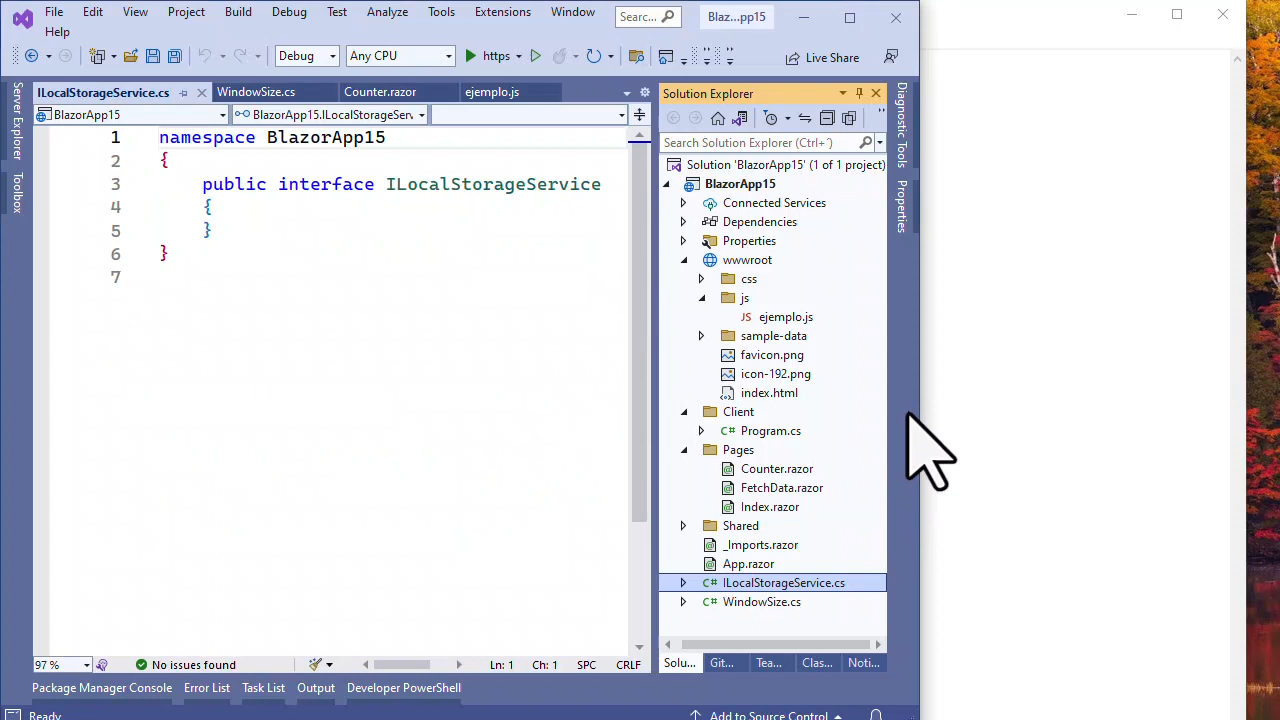 File Edit View Project Build Debug Test Analyze Tools Extensions Window
Help
Searc...
Blaz...pp15
Debug
Any CPU
https
Live Share
Server Explorer
Toolbox
ILocalStorageService.cs
WindowSize.cs
Counter.razor
ejemplo.js
BlazorApp15
BlazorApp15.ILocalStorageServ
1 namespace BlazorApp15
2 {
3 public interface ILocalStorageService
4 {
5 }
6 }
7
97 %
No issues found
Ln: 1
Ch: 1
SPC
CRLF
Solution Explorer
Search Solution Explorer (Ctrl+')
Solution 'BlazorApp15' (1 of 1 project)
BlazorApp15
Connected Services
Dependencies
Properties
wwwroot
css
js
JS ejemplo.js
sample-data
favicon.png
icon-192.png
index.html
Client
C# Program.cs
Pages
Counter.razor
FetchData.razor
Index.razor
Shared
_Imports.razor
App.razor
C# ILocalStorageService.cs
C# WindowSize.cs
Solu...
Git...
Tea...
Clas...
Noti...
Diagnostic Tools
Properties
Package Manager Console
Error List
Task List
Output
Developer PowerShell
Ready
Add to Source Control